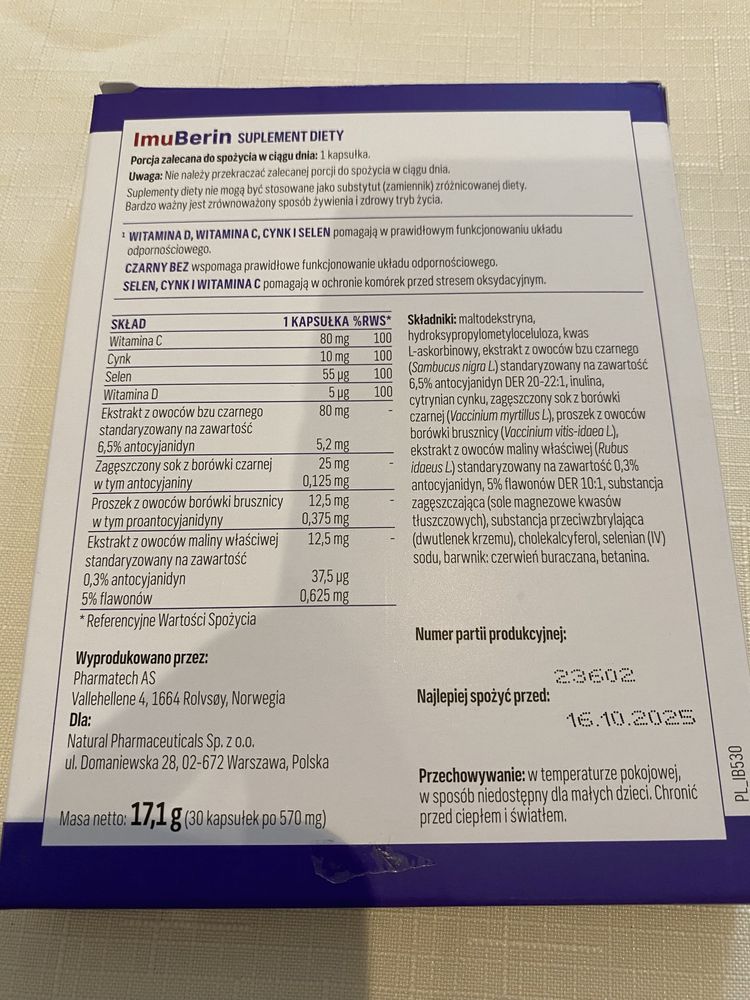 ImuBerin SUPLEMENT DIETY
Porcja zalecana do spożycia w ciągu dnia: 1 kapsułka.
Uwaga: Nie należy przekraczać zalecanej porcji do spożycia w ciągu dnia.
Suplementy diety nie mogą być stosowane jako substytut (zamiennik) zróżnicowanej diety.
Bardzo ważny jest zrównoważony sposób żywienia i zdrowy tryb życia.
¹ WITAMINA D, WITAMINA C, CYNK I SELEN pomagają w prawidłowym funkcjonowaniu układu
odpornościowego.
CZARNY BEZ wspomaga prawidłowe funkcjonowanie układu odpornościowego.
SELEN, CYNK I WITAMINA C pomagają w ochronie komórek przed stresem oksydacyjnym.
SKŁAD 1 KAPSUŁKA %RWS*
Witamina C 80 mg 100
Cynk 10 mg 100
Selen 55 µg 100
Witamina D 5 µg 100
Ekstrakt z owoców bzu czarnego 80 mg -
standaryzowany na zawartość
6,5% antocyjanidyn 5,2 mg
Zagęszczony sok z borówki czarnej 25 mg -
w tym antocyjaniny 0,125 mg
Proszek z owoców borówki brusznicy 12,5 mg -
w tym proantocyjanidyny 0,375 mg
Ekstrakt z owoców maliny właściwej 12,5 mg -
standaryzowany na zawartość
0,3% antocyjanidyn 37,5 µg
5% flawonów 0,625 mg
* Referencyjne Wartości Spożycia
Wyprodukowano przez:
Pharmatech AS
Vallehellene 4, 1664 Rolvsøy, Norwegia
Dla:
Natural Pharmaceuticals Sp. z o.o.
ul. Domaniewska 28, 02-672 Warszawa, Polska
Masa netto: 17,1 g (30 kapsułek po 570 mg)
Składniki: maltodekstryna,
hydroksypropylometyloceluloza, kwas
L-askorbinowy, ekstrakt z owoców bzu czarnego
(Sambucus nigra L.) standaryzowany na zawartość
6,5% antocyjanidyn DER 20-22:1, inulina,
cytrynian cynku, zagęszczony sok z borówki
czarnej (Vaccinium myrtillus L.), proszek z owoców
borówki brusznicy (Vaccinium vitis-idaea L.),
ekstrakt z owoców maliny właściwej (Rubus
idaeus L.) standaryzowany na zawartość 0,3%
antocyjanidyn, 5% flawonów DER 10:1, substancja
zagęszczająca (sole magnezowe kwasów
tłuszczowych), substancja przeciwzbrylająca
(dwutlenek krzemu), cholekalcyferol, selenian (IV)
sodu, barwnik: czerwień buraczana, betanina.
Numer partii produkcyjnej:
23602
Najlepiej spożyć przed:
16.10.2025
Przechowywanie: w temperaturze pokojowej,
w sposób niedostępny dla małych dzieci. Chronić
przed ciepłem i światłem.
PL_IB530